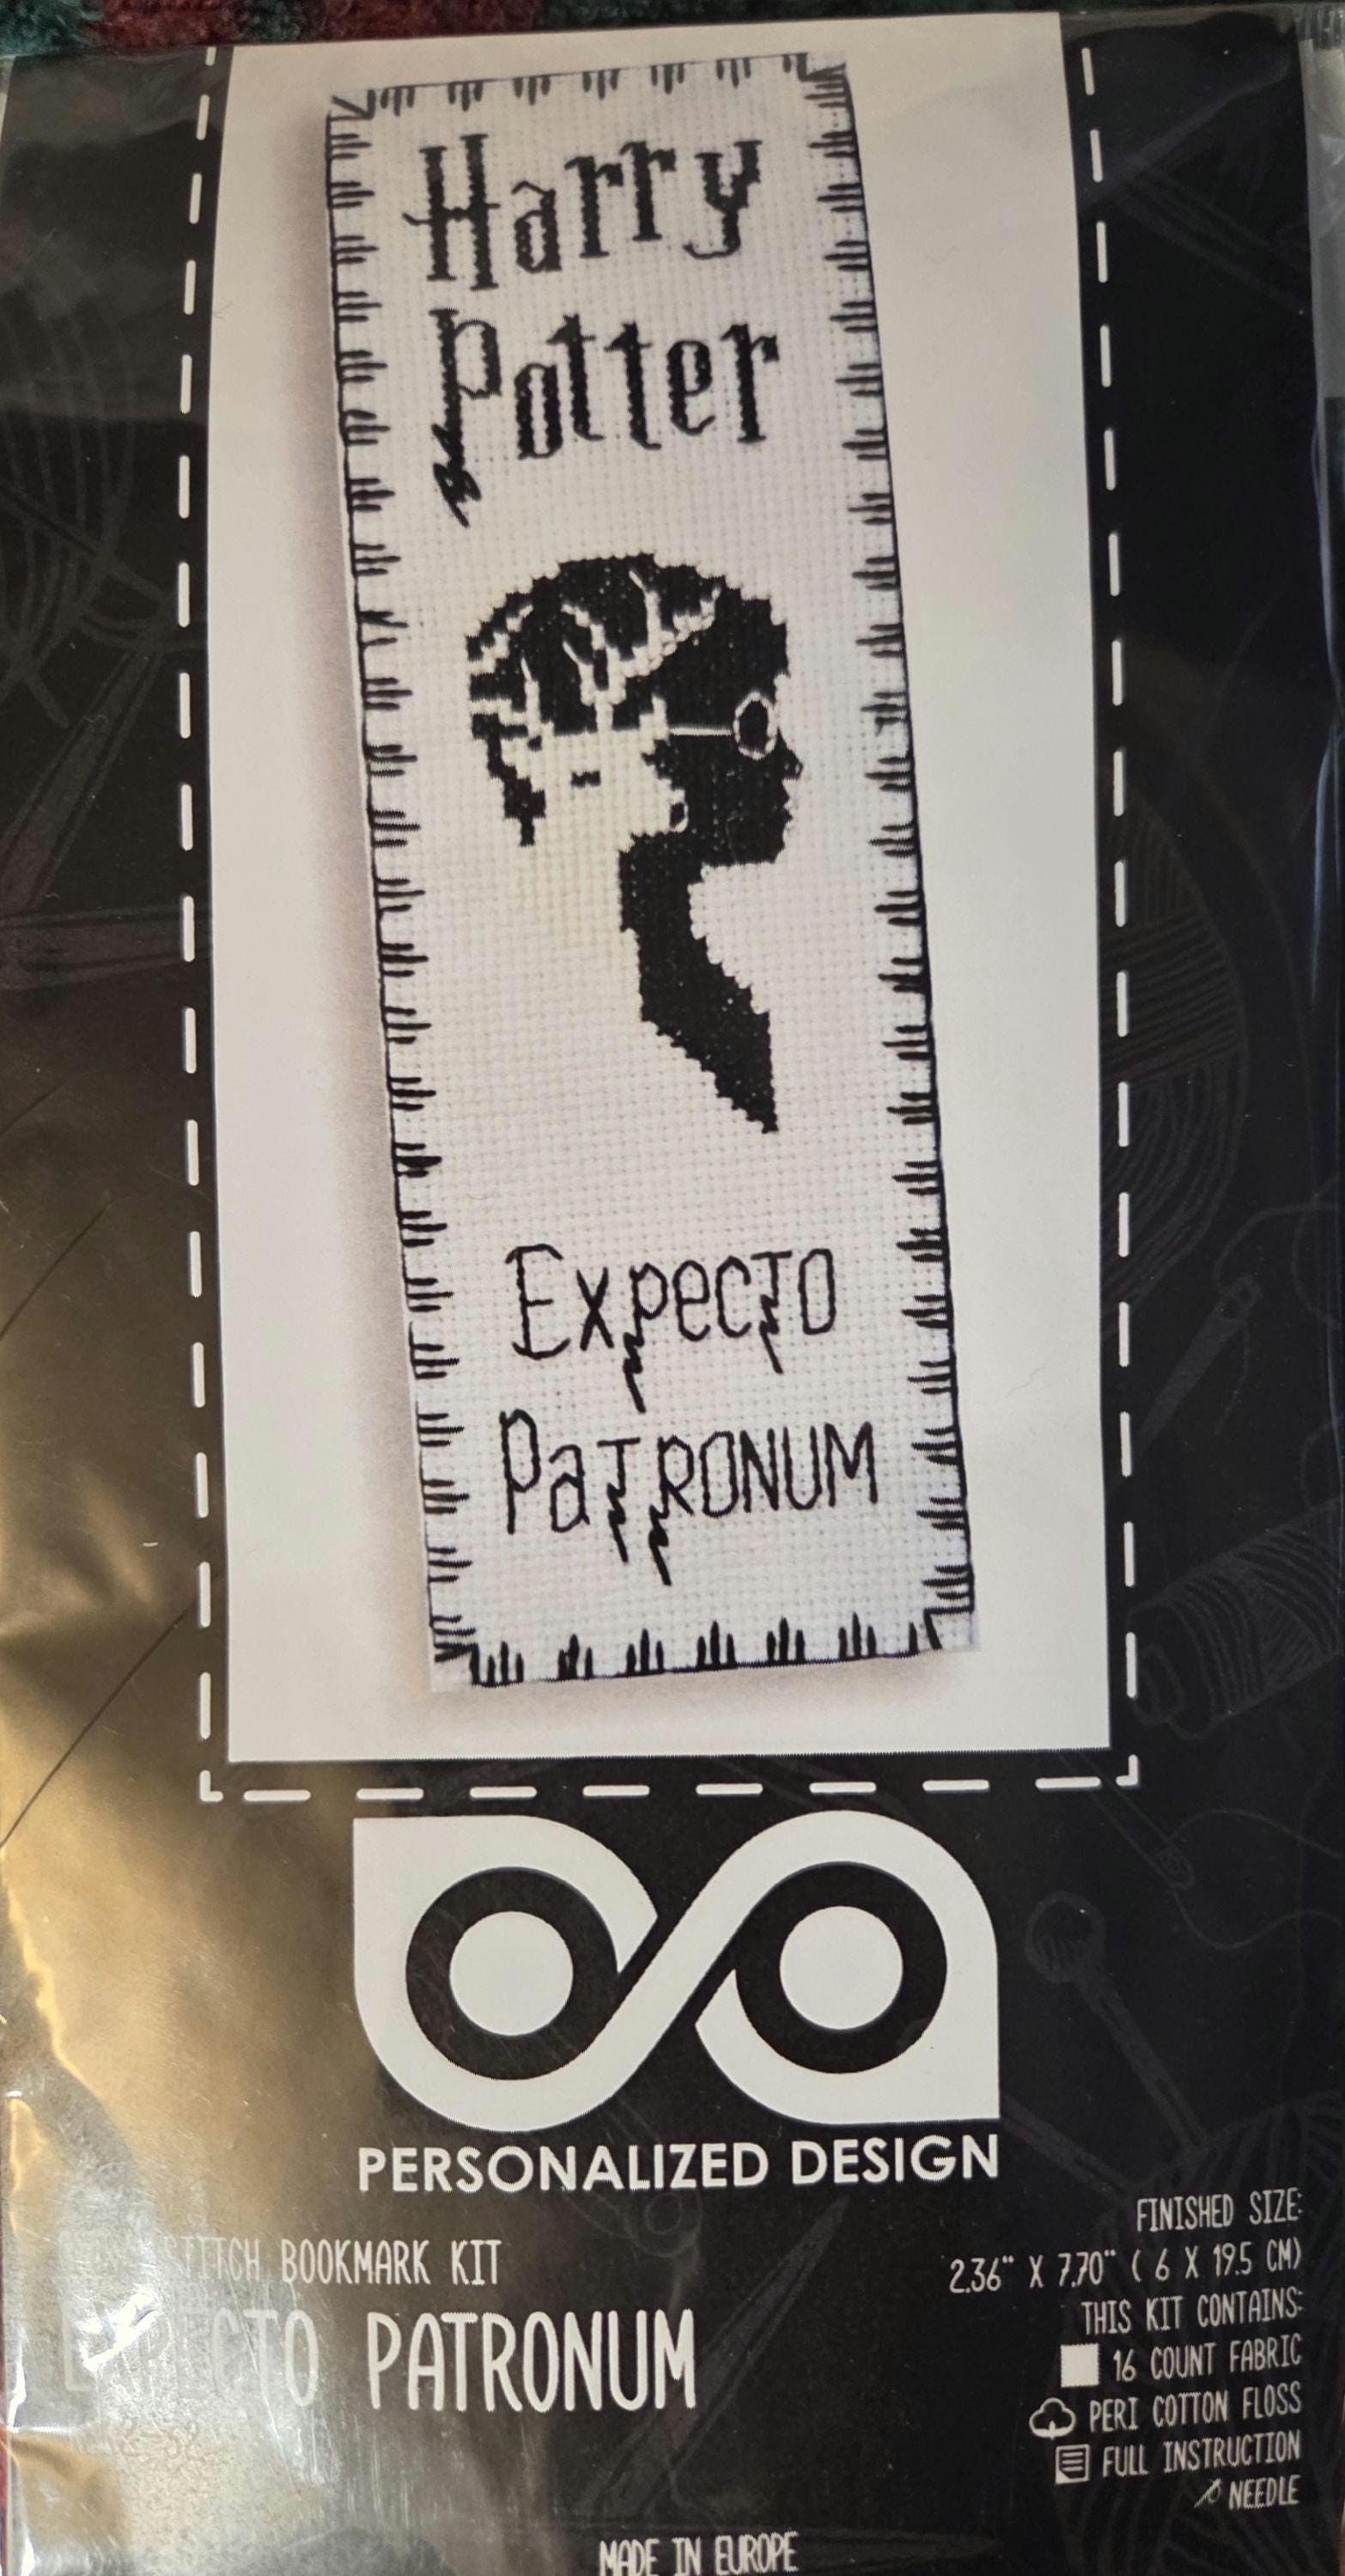 Harry
Potter
Expecto
PaTRONUM
PERSONALIZED DESIGN
STITCH BOOKMARK KIT
EXPECTO PATRONUM
FINISHED SIZE:
2.36" X 7.70" ( 6 X 19.5 CM)
THIS KIT CONTAINS:
16 COUNT FABRIC
PERI COTTON FLOSS
FULL INSTRUCTION
NEEDLE
MADE IN EUROPE